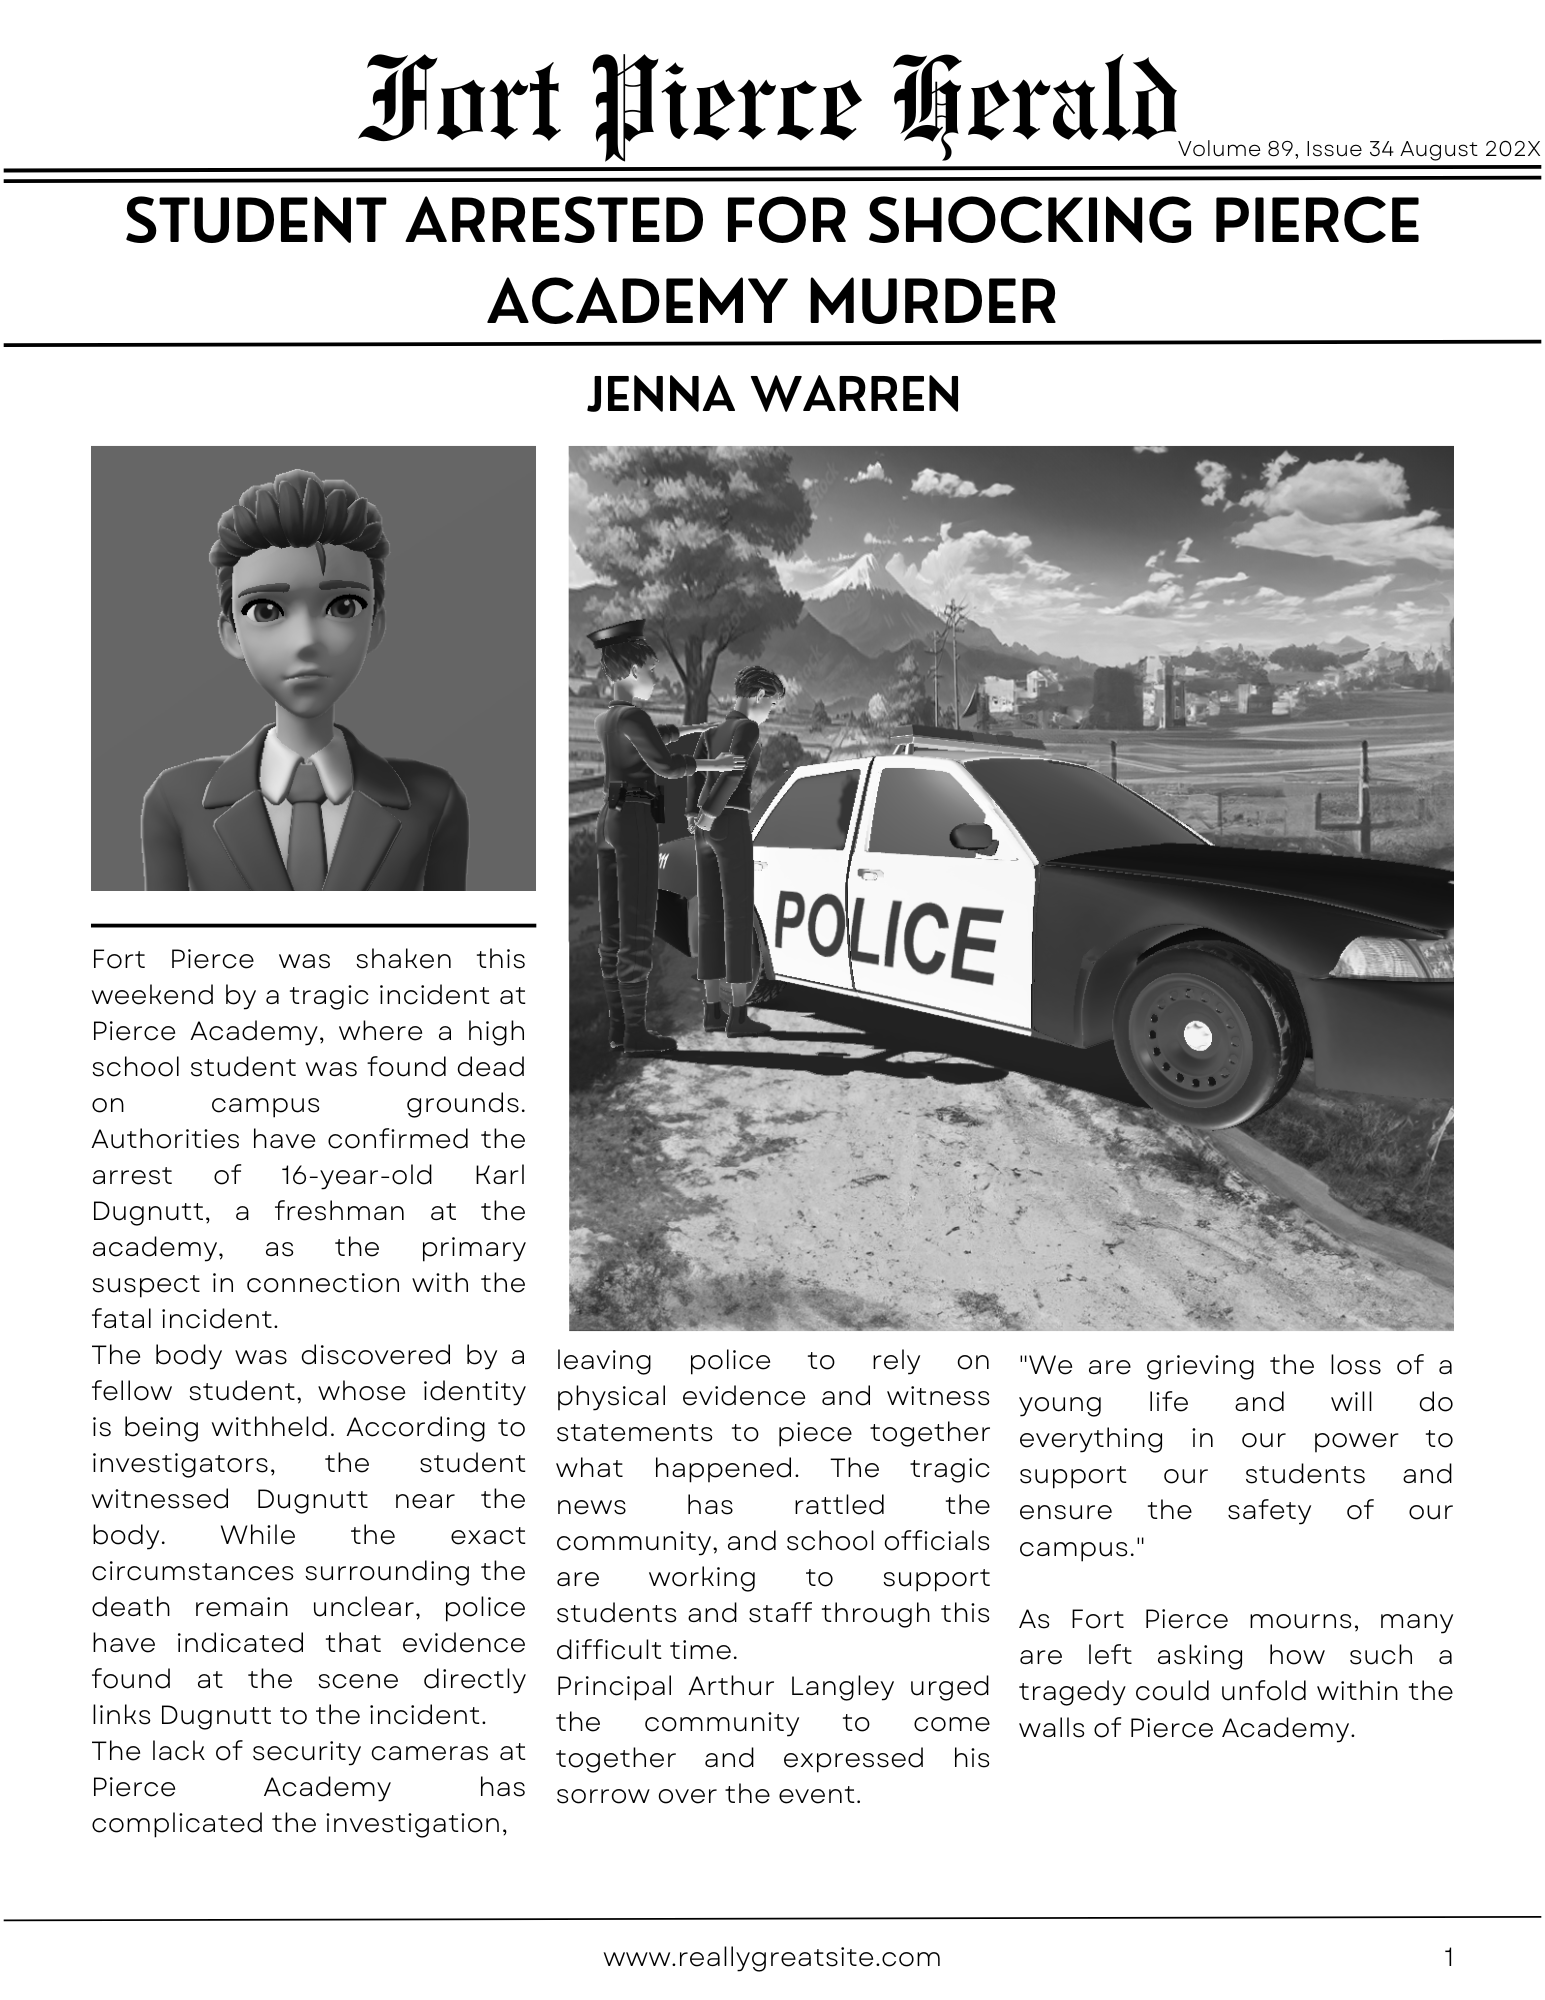 Fort Pierce Herald
Volume 89, Issue 34 August 202X
STUDENT ARRESTED FOR SHOCKING PIERCE
ACADEMY MURDER
JENNA WARREN
POLICE
Fort Pierce was shaken this
weekend by a tragic incident at
Pierce Academy, where a high
school student was found dead
on campus grounds.
Authorities have confirmed the
arrest of 16-year-old Karl
Dugnutt, a freshman at the
academy, as the primary
suspect in connection with the
fatal incident.
The body was discovered by a
fellow student, whose identity
is being withheld. According to
investigators, the student
witnessed Dugnutt near the
body. While the exact
circumstances surrounding the
death remain unclear, police
have indicated that evidence
found at the scene directly
links Dugnutt to the incident.
The lack of security cameras at
Pierce Academy has
complicated the investigation,
leaving police to rely on
physical evidence and witness
statements to piece together
what happened. The tragic
news has rattled the
community, and school officials
are working to support
students and staff through this
difficult time.
Principal Arthur Langley urged
the community to come
together and expressed his
sorrow over the event.
"We are grieving the loss of a
young life and will do
everything in our power to
support our students and
ensure the safety of our
campus."
As Fort Pierce mourns, many
are left asking how such a
tragedy could unfold within the
walls of Pierce Academy.
www.reallygreatsite.com
1